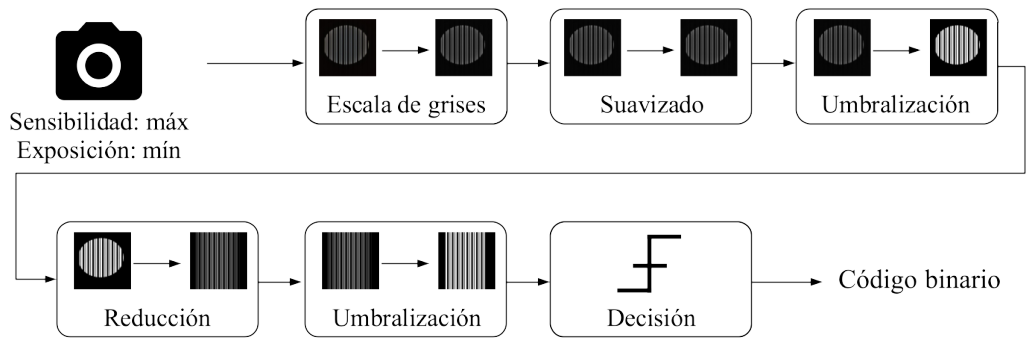 Sensibilidad: máx
Exposición: mín
Escala de grises
Suavizado
Umbralización
Reducción
Umbralización
Decisión
Código binario